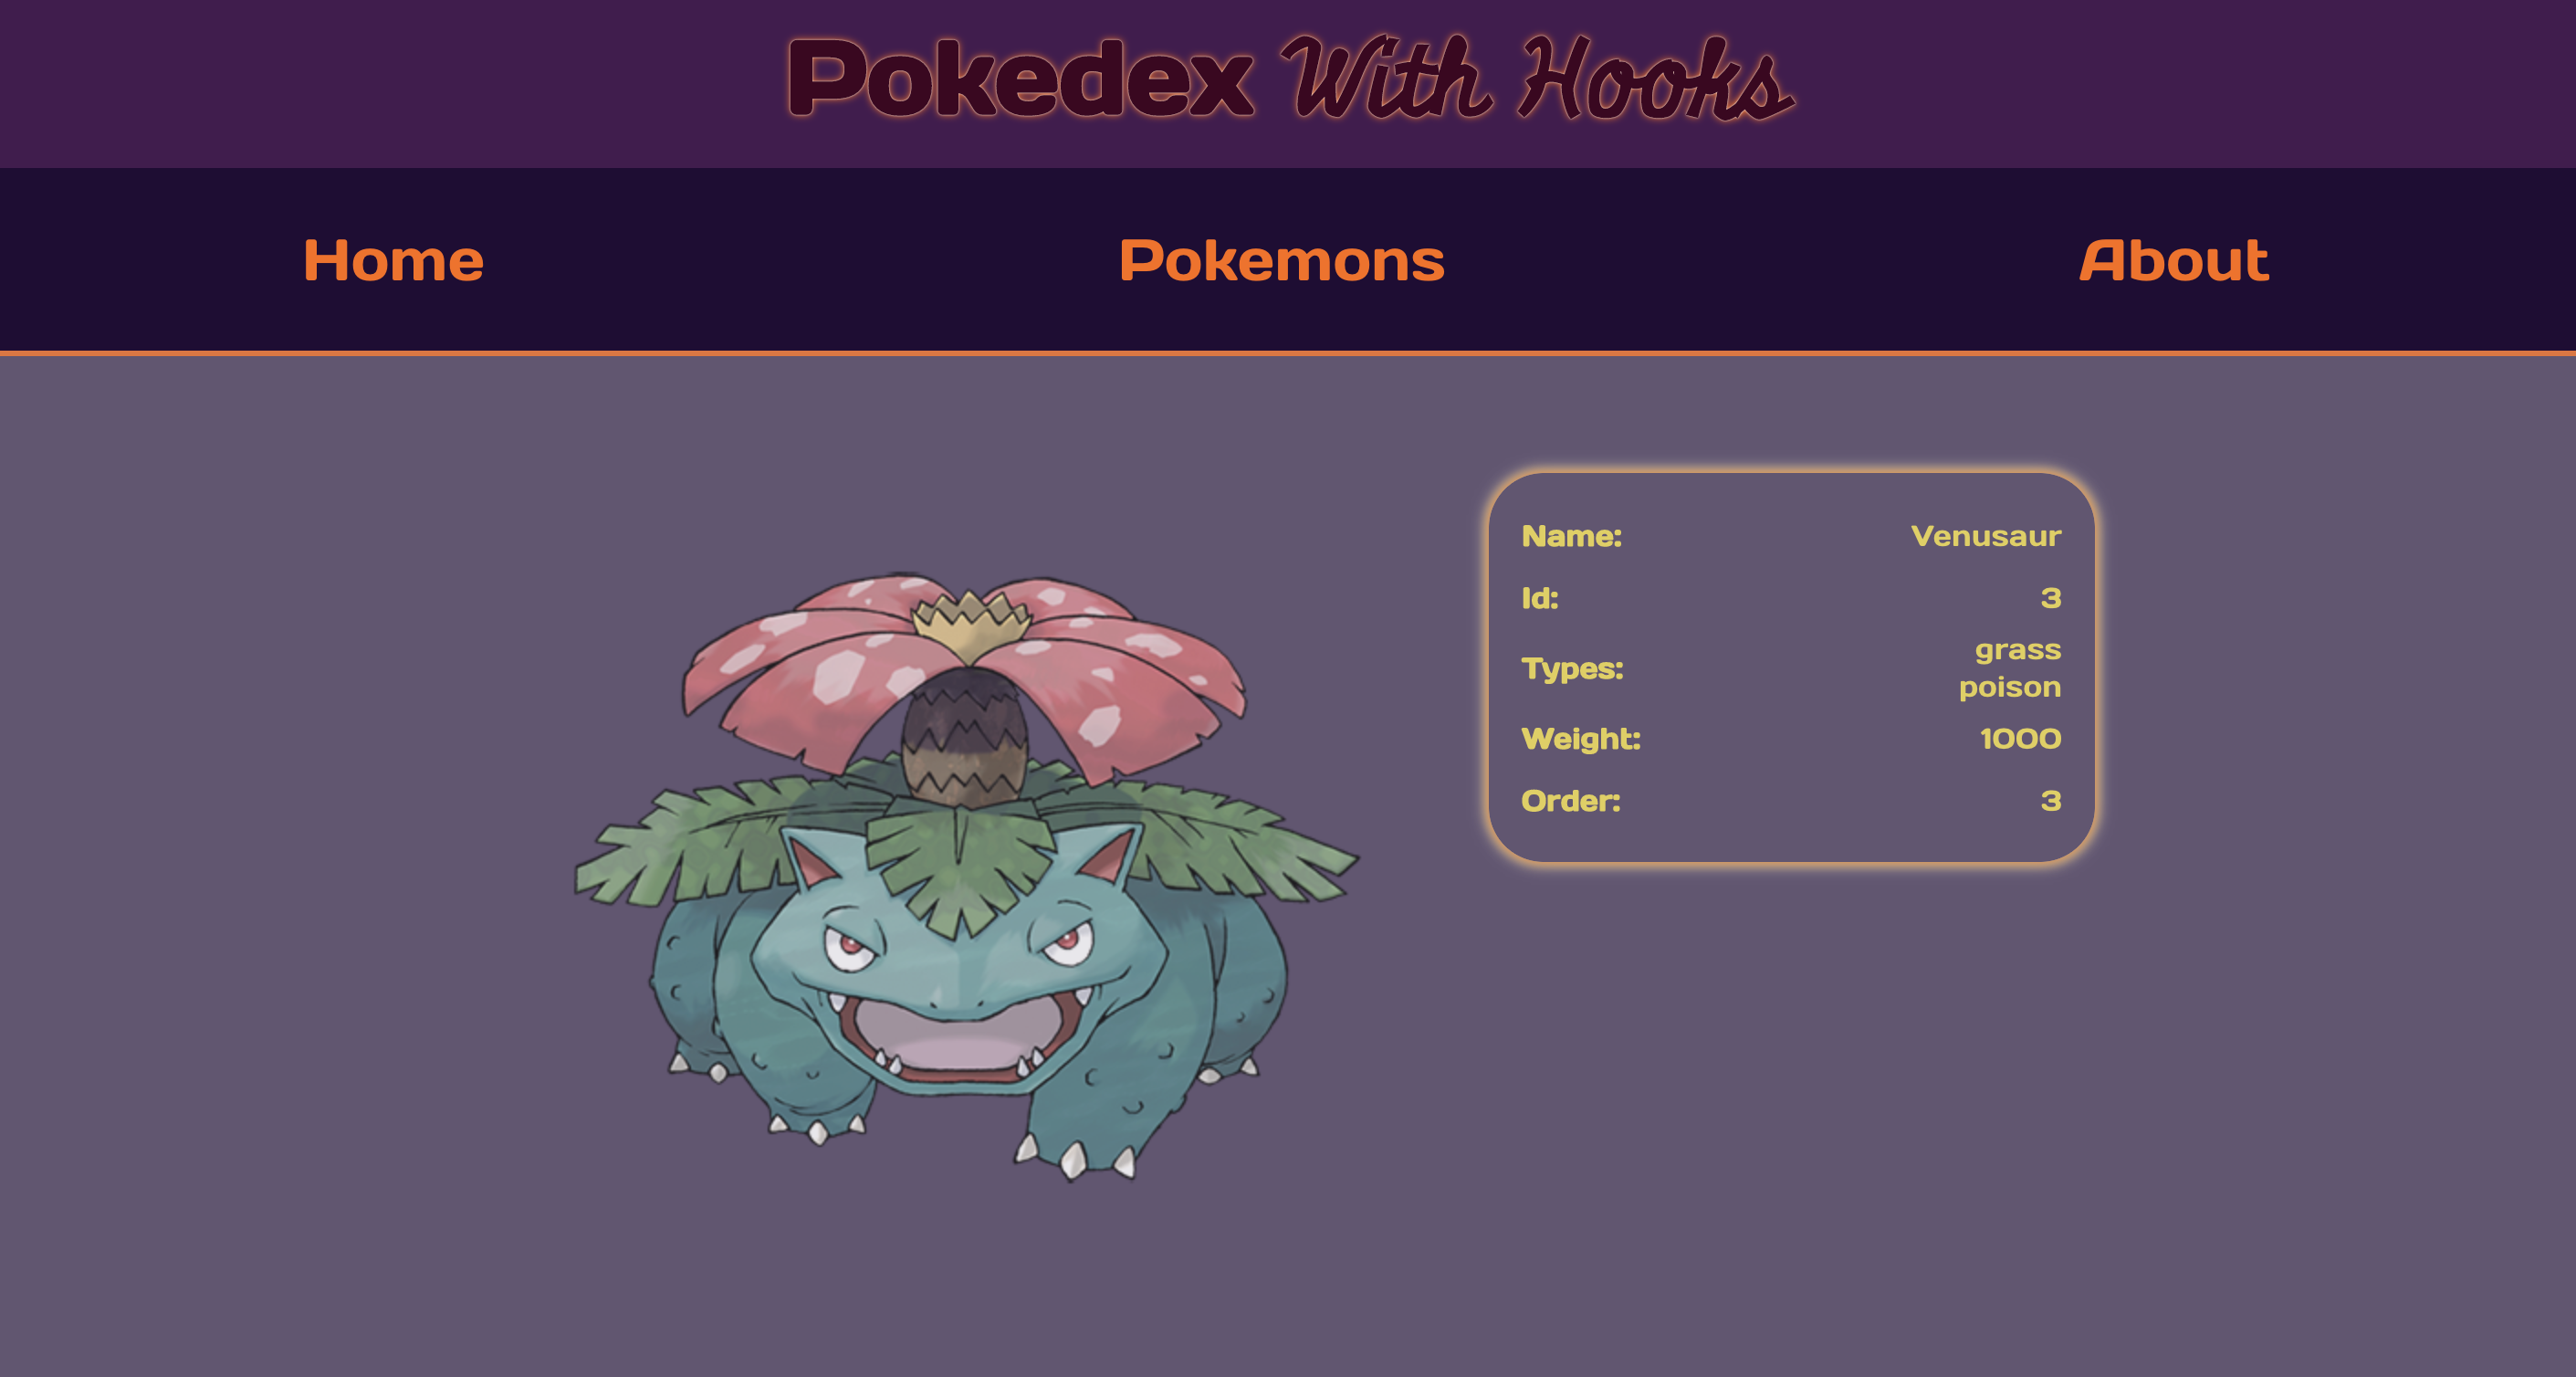 Pokedex With Hooks
Home Pokemons About
Name: Venusaur
Id: 3
Types: grass
poison
Weight: 1000
Order: 3